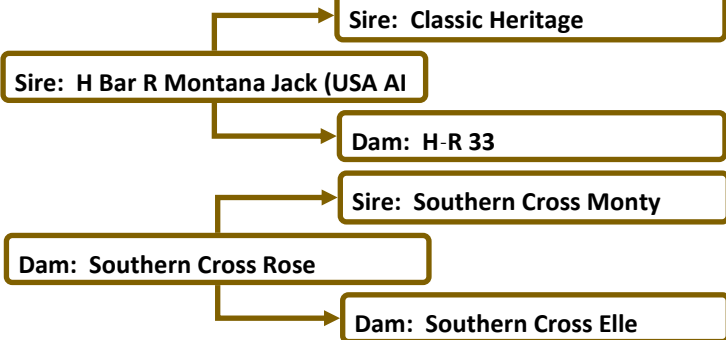 Sire: Classic Heritage
Sire: H Bar R Montana Jack (USA AI
Dam: H-R 33
Sire: Southern Cross Monty
Dam: Southern Cross Rose
Dam: Southern Cross Elle